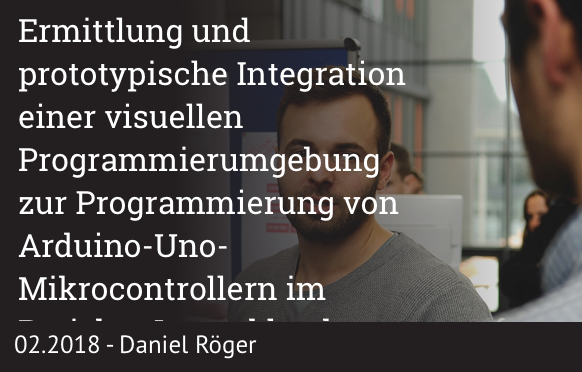 Ermittlung und
prototypische Integration
einer visuellen
Programmierumgebung
zur Programmierung von
Arduino-Uno-
Mikrocontrollern im
02.2018 - Daniel Röger